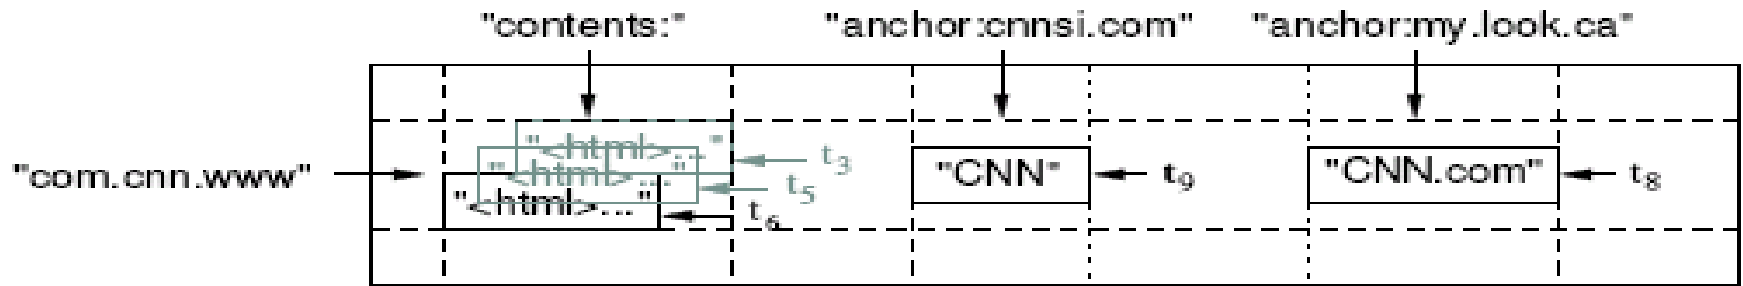 "contents:" "anchor:cnnsi.com" "anchor:my.look.ca"
"<html>..." t3
"com.cnn.www" "<html>..." t5 "CNN" t9 "CNN.com" t8
"<html>..." t6